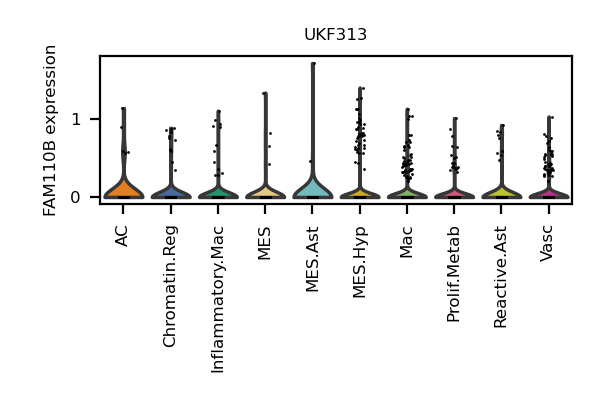 UKF313
FAM110B expression
1
0
AC
Chromatin.Reg
Inflammatory.Mac
MES
MES.Ast
MES.Hyp
Mac
Prolif.Metab
Reactive.Ast
Vasc